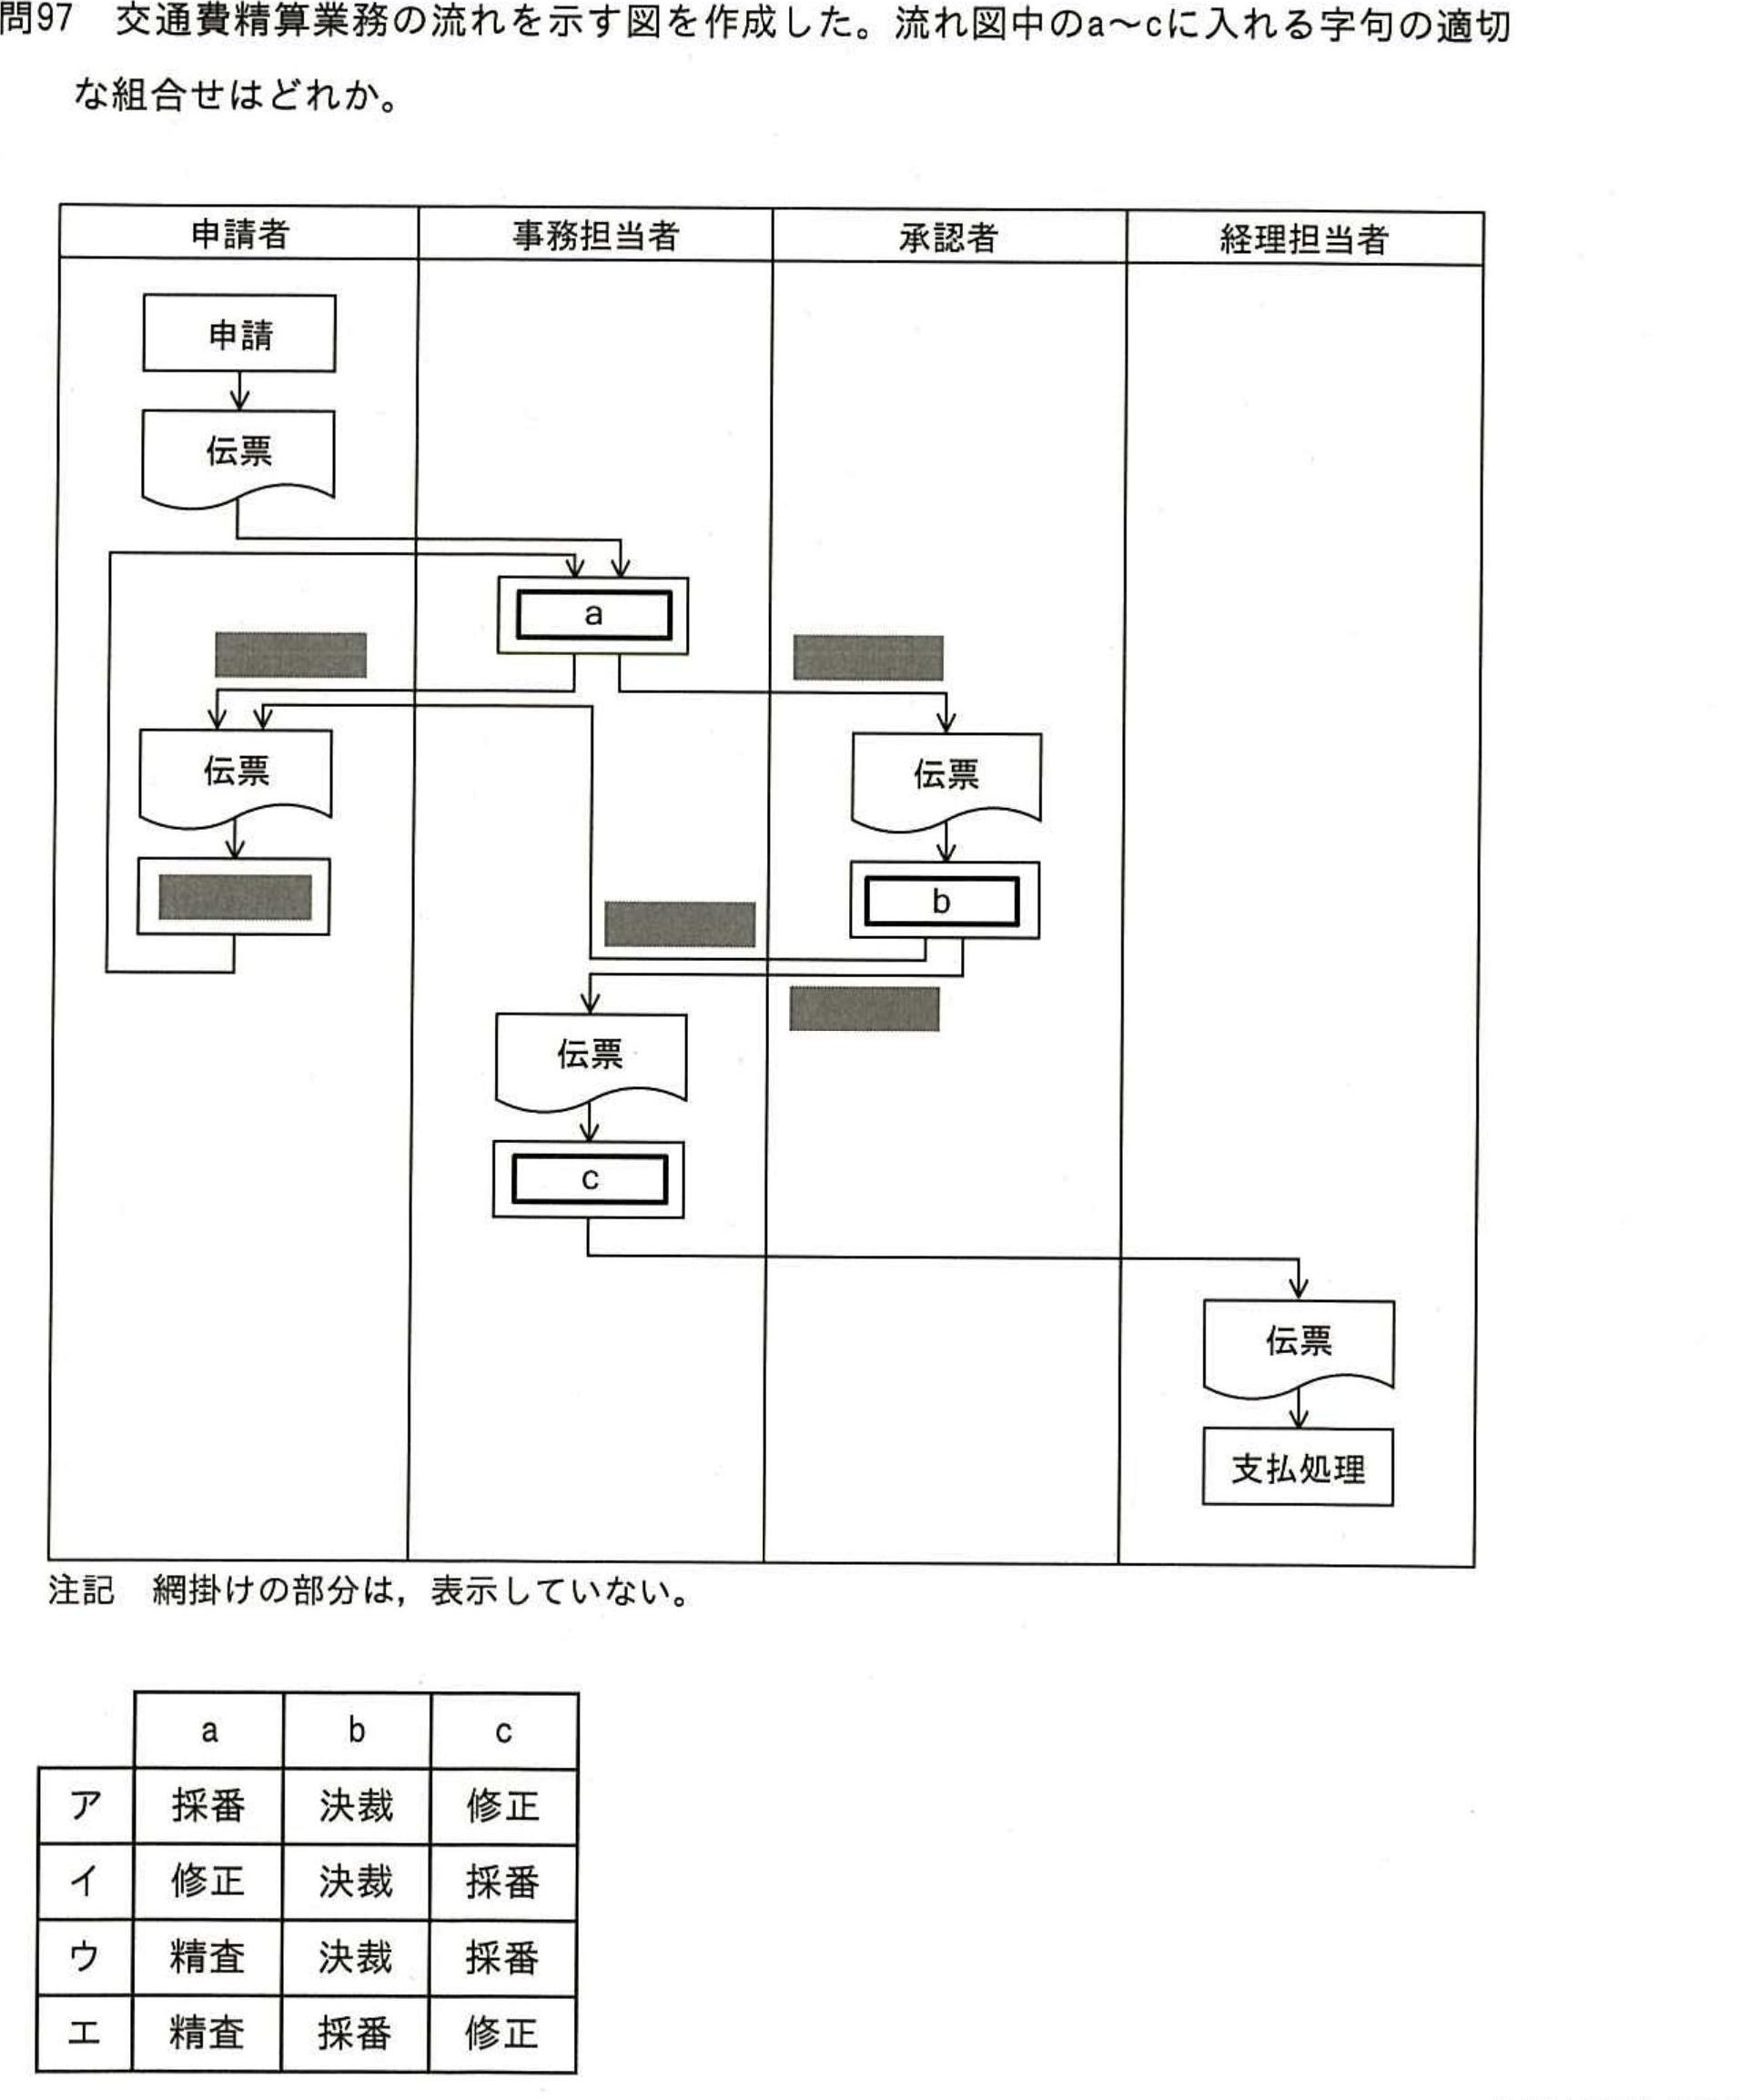 問97　交通費精算業務の流れを示す図を作成した。流れ図中のa～cに入れる字句の適切
な組合せはどれか。
申請者　事務担当者　承認者　経理担当者
申請
伝票
a
伝票　伝票
b
伝票
c
伝票
支払処理
注記　網掛けの部分は，表示していない。
a　b　c
ア　採番　決裁　修正
イ　修正　決裁　採番
ウ　精査　決裁　採番
エ　精査　採番　修正